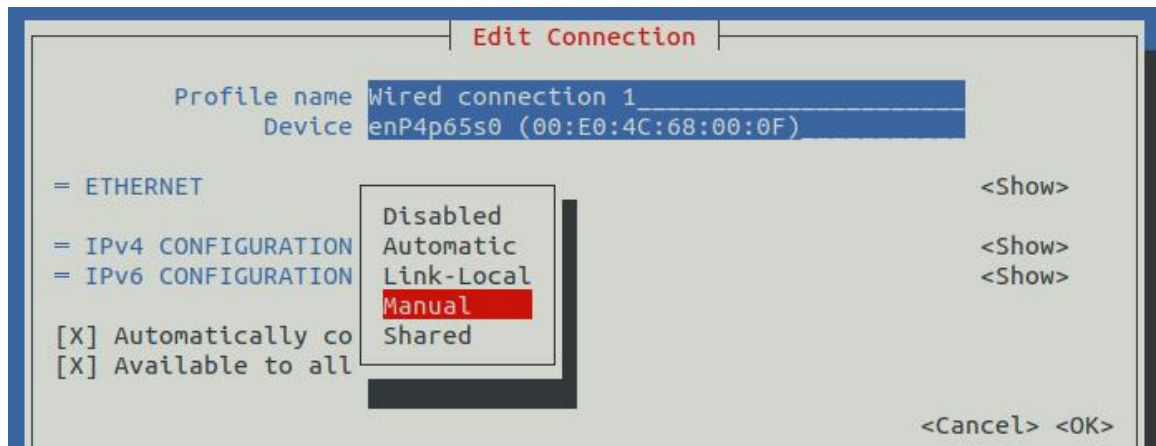 Edit Connection
Profile name Wired connection 1
Device enP4p65s0 (00:E0:4C:68:00:0F)
= ETHERNET <Show>
Disabled
= IPv4 CONFIGURATION Automatic <Show>
= IPv6 CONFIGURATION Link-Local <Show>
Manual
[X] Automatically co Shared
[X] Available to all
<Cancel> <OK>